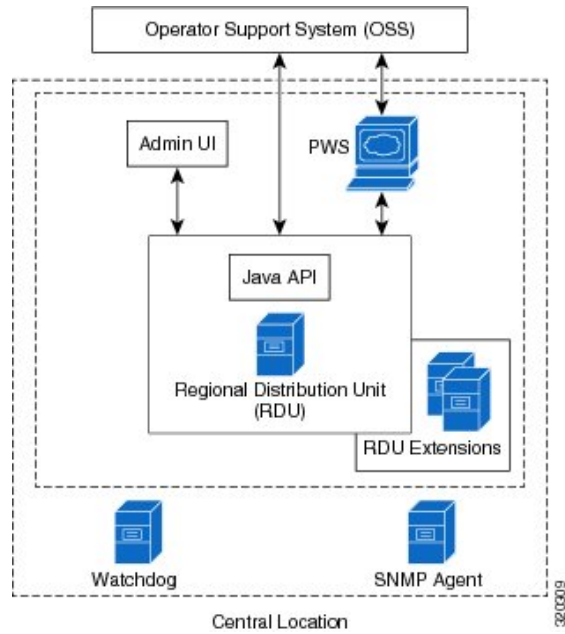 Operator Support System (OSS)
Admin UI
PWS
Java API
Regional Distribution Unit
(RDU)
RDU Extensions
Watchdog
SNMP Agent
Central Location
320309